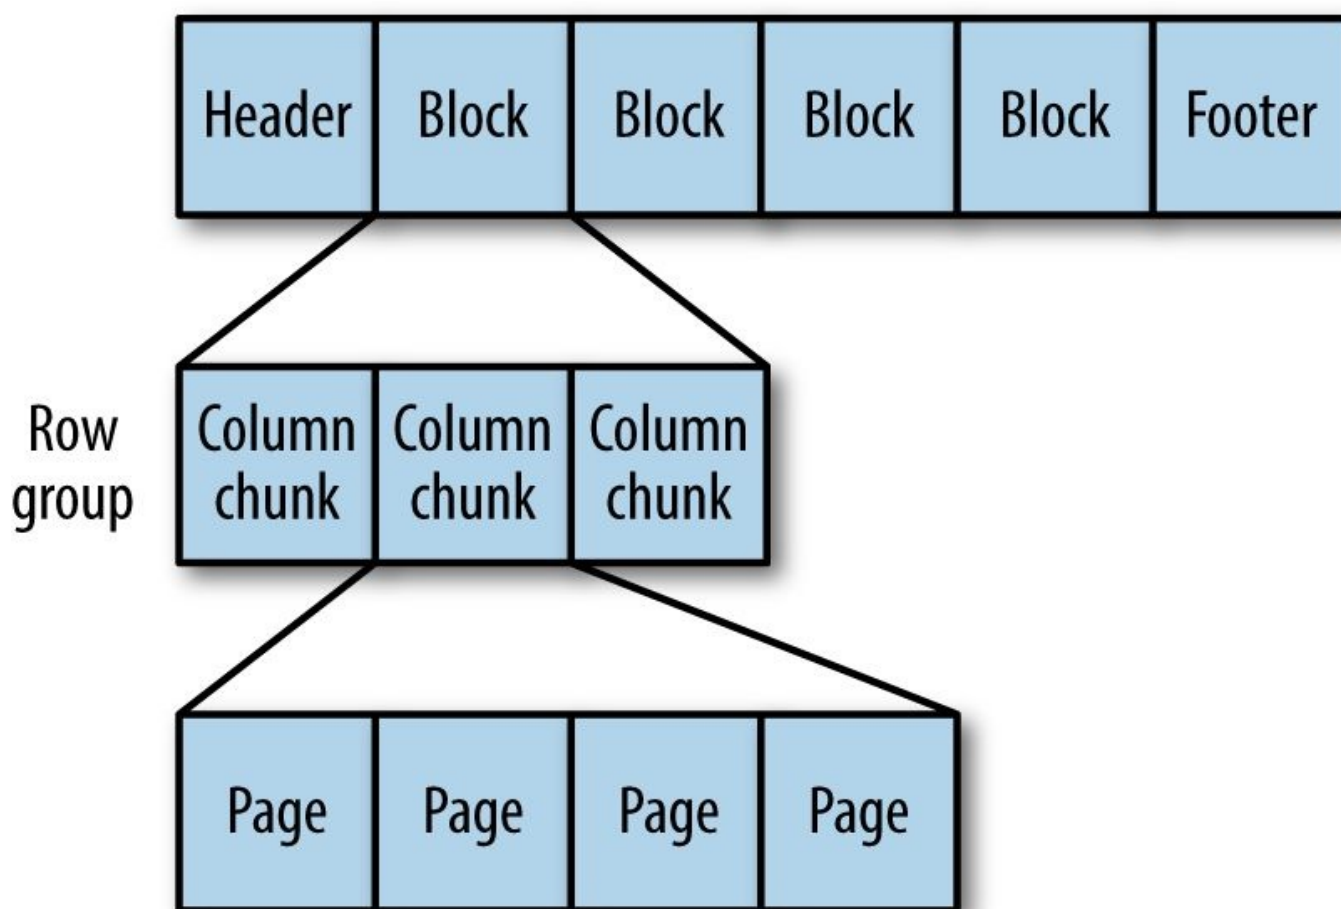 Header Block Block Block Block Footer
Row
group
Column Column Column
chunk chunk chunk
Page Page Page Page